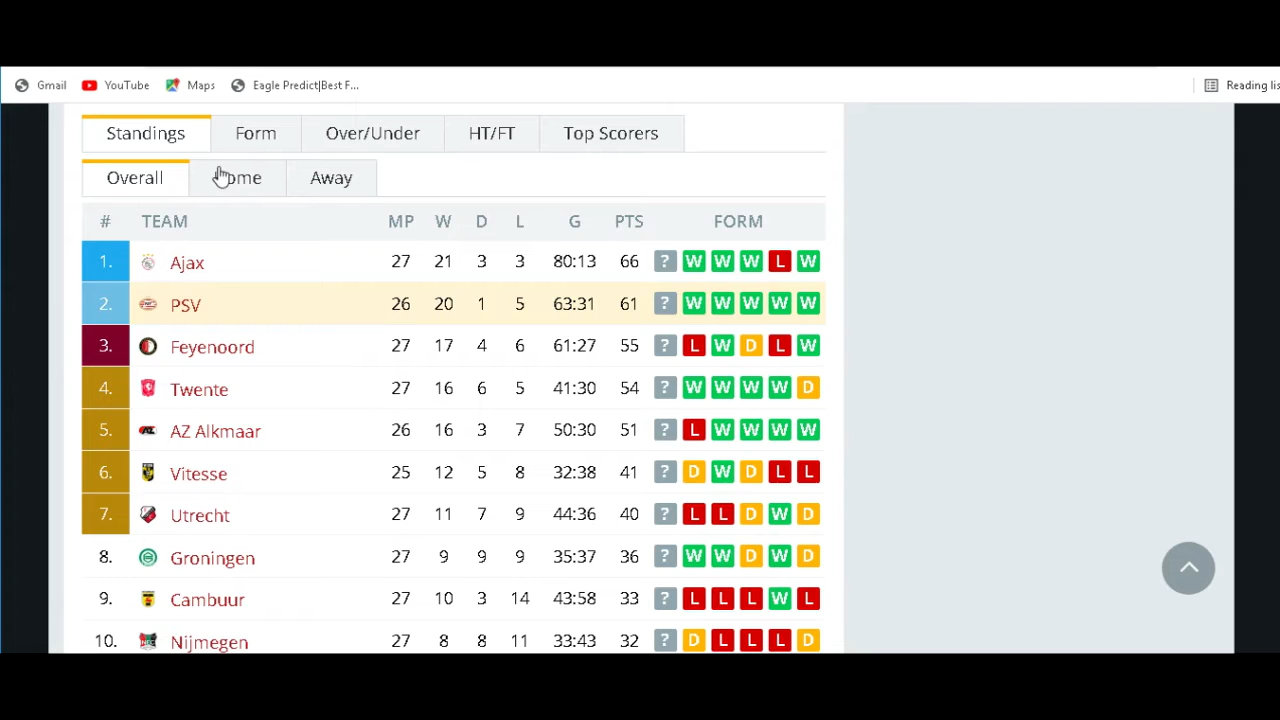 Gmail YouTube Maps Eagle Predict|Best F... Reading lis
Standings Form Over/Under HT/FT Top Scorers
Overall ome Away
# TEAM MP W D L G PTS FORM
1. Ajax 27 21 3 3 80:13 66 ? W W W L W
2. PSV 26 20 1 5 63:31 61 ? W W W W W
3. Feyenoord 27 17 4 6 61:27 55 ? L W D L W
4. Twente 27 16 6 5 41:30 54 ? W W W W D
5. AZ Alkmaar 26 16 3 7 50:30 51 ? L W W W W
6. Vitesse 25 12 5 8 32:38 41 ? D W D L L
7. Utrecht 27 11 7 9 44:36 40 ? L L D W D
8. Groningen 27 9 9 9 35:37 36 ? W W D W D
9. Cambuur 27 10 3 14 43:58 33 ? L L L W L
10. Nijmegen 27 8 8 11 33:43 32 ? D L L L D